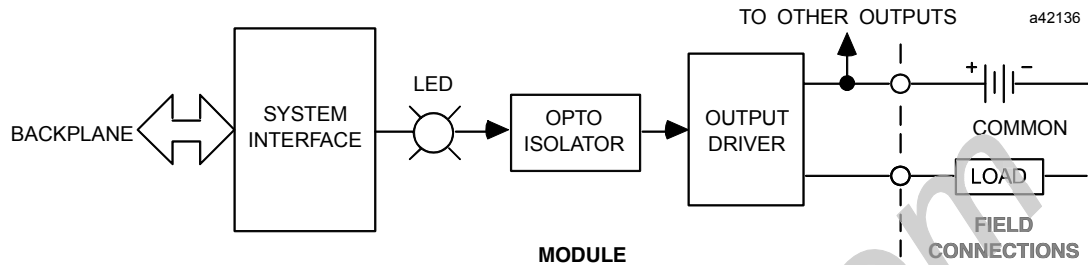 TO OTHER OUTPUTS
a42136
+ −
LED
BACKPLANE
SYSTEM
INTERFACE
OPTO
ISOLATOR
OUTPUT
DRIVER
COMMON
LOAD
FIELD
CONNECTIONS
MODULE